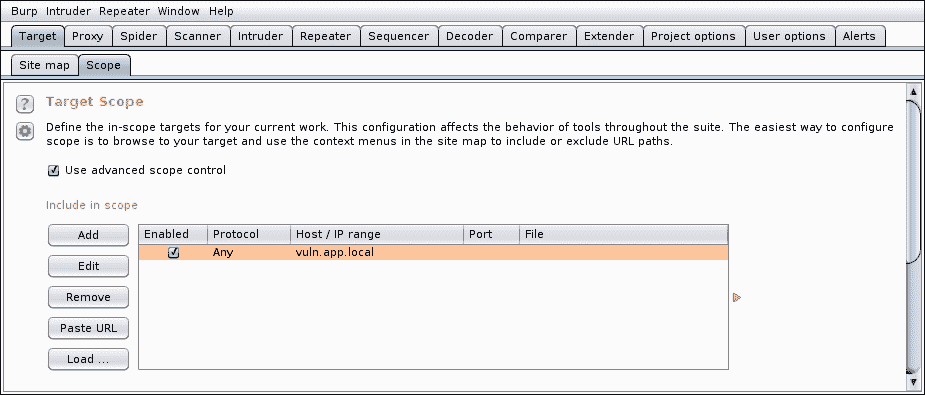 Burp Intruder Repeater Window Help
Target Proxy Spider Scanner Intruder Repeater Sequencer Decoder Comparer Extender Project options User options Alerts
Site map Scope
? Target Scope
Define the in-scope targets for your current work. This configuration affects the behavior of tools throughout the suite. The easiest way to configure
scope is to browse to your target and use the context menus in the site map to include or exclude URL paths.
Use advanced scope control
Include in scope
Add Enabled Protocol Host / IP range Port File
Any vuln.app.local
Edit
Remove
Paste URL
Load ...